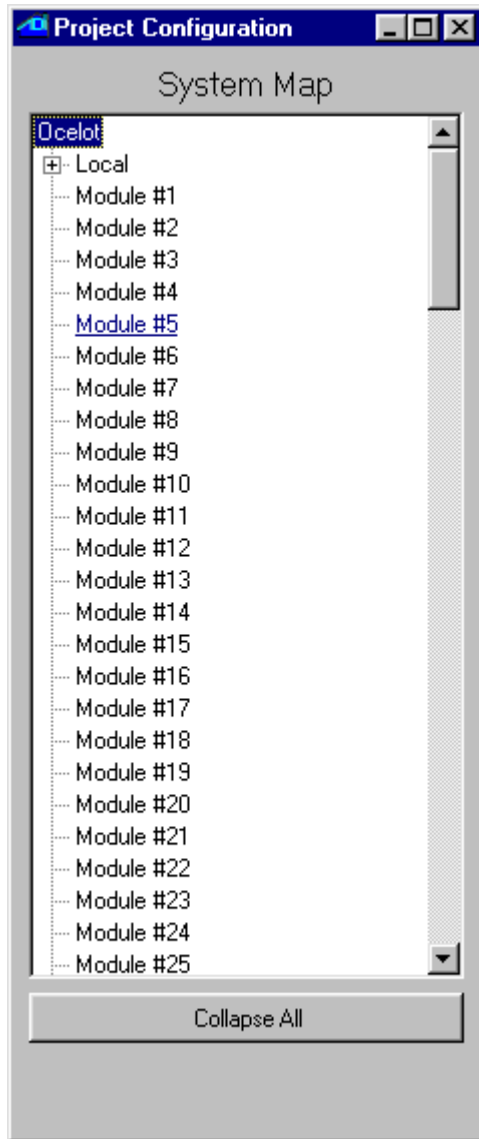 Project Configuration
System Map
Ocelot
Local
Module #1
Module #2
Module #3
Module #4
Module #5
Module #6
Module #7
Module #8
Module #9
Module #10
Module #11
Module #12
Module #13
Module #14
Module #15
Module #16
Module #17
Module #18
Module #19
Module #20
Module #21
Module #22
Module #23
Module #24
Module #25
Collapse All